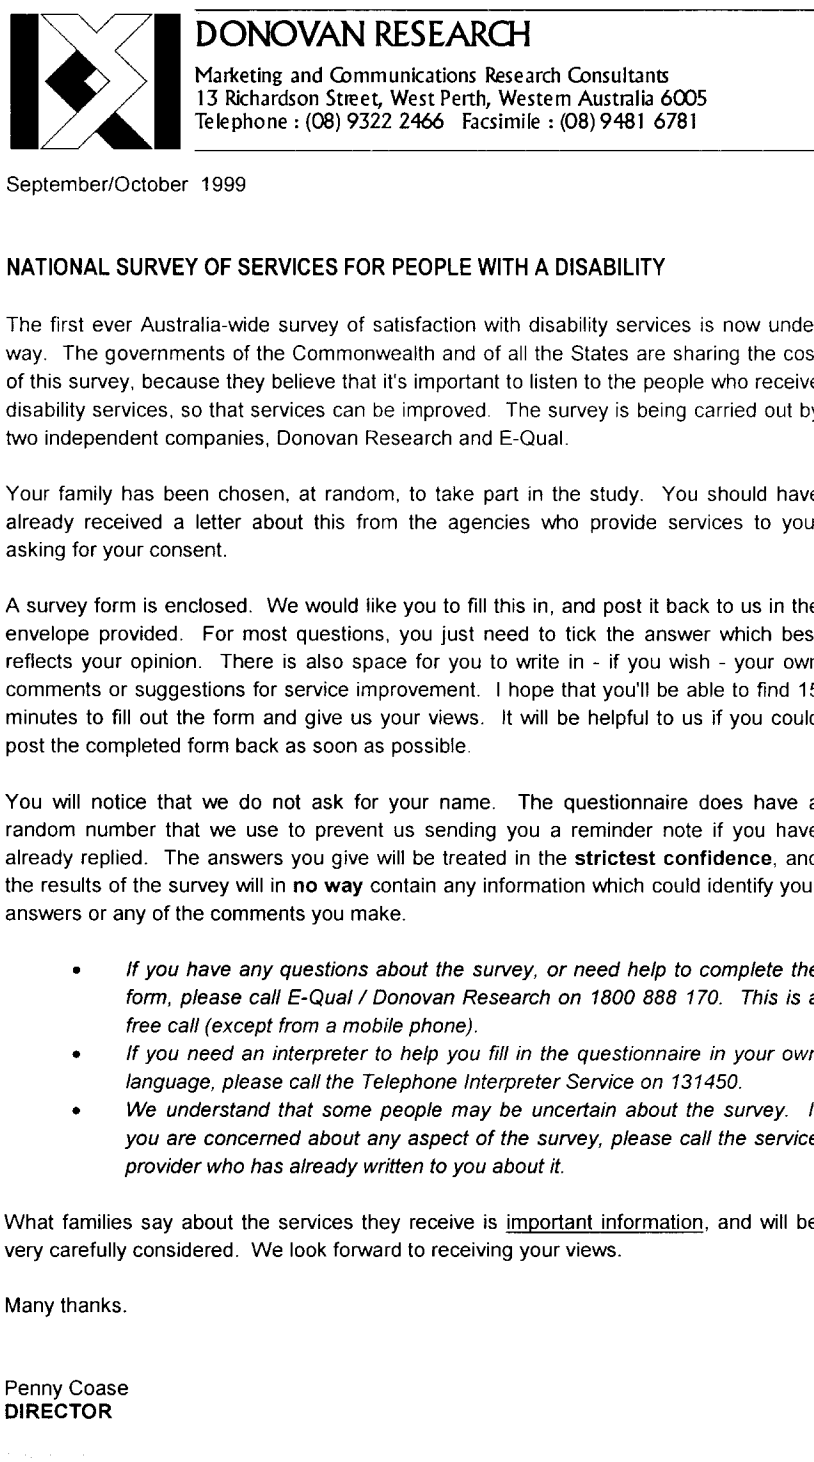 DONOVAN RESEARCH
Marketing and Communications Research Consultants
13 Richardson Street, West Perth, Western Australia 6005
Telephone : (08) 9322 2466 Facsimile : (08) 9481 6781
September/October 1999
NATIONAL SURVEY OF SERVICES FOR PEOPLE WITH A DISABILITY
The first ever Australia-wide survey of satisfaction with disability services is now unde
way. The governments of the Commonwealth and of all the States are sharing the cos
of this survey, because they believe that it's important to listen to the people who receive
disability services, so that services can be improved. The survey is being carried out by
two independent companies, Donovan Research and E-Qual.
Your family has been chosen, at random, to take part in the study. You should have
already received a letter about this from the agencies who provide services to you
asking for your consent.
A survey form is enclosed. We would like you to fill this in, and post it back to us in the
envelope provided. For most questions, you just need to tick the answer which bes
reflects your opinion. There is also space for you to write in - if you wish - your own
comments or suggestions for service improvement. I hope that you'll be able to find 15
minutes to fill out the form and give us your views. It will be helpful to us if you could
post the completed form back as soon as possible.
You will notice that we do not ask for your name. The questionnaire does have a
random number that we use to prevent us sending you a reminder note if you have
already replied. The answers you give will be treated in the strictest confidence, and
the results of the survey will in no way contain any information which could identify you
answers or any of the comments you make.
• If you have any questions about the survey, or need help to complete the
form, please call E-Qual / Donovan Research on 1800 888 170. This is a
free call (except from a mobile phone).
• If you need an interpreter to help you fill in the questionnaire in your own
language, please call the Telephone Interpreter Service on 131450.
• We understand that some people may be uncertain about the survey. I
you are concerned about any aspect of the survey, please call the service
provider who has already written to you about it.
What families say about the services they receive is important information, and will be
very carefully considered. We look forward to receiving your views.
Many thanks.
Penny Coase
DIRECTOR